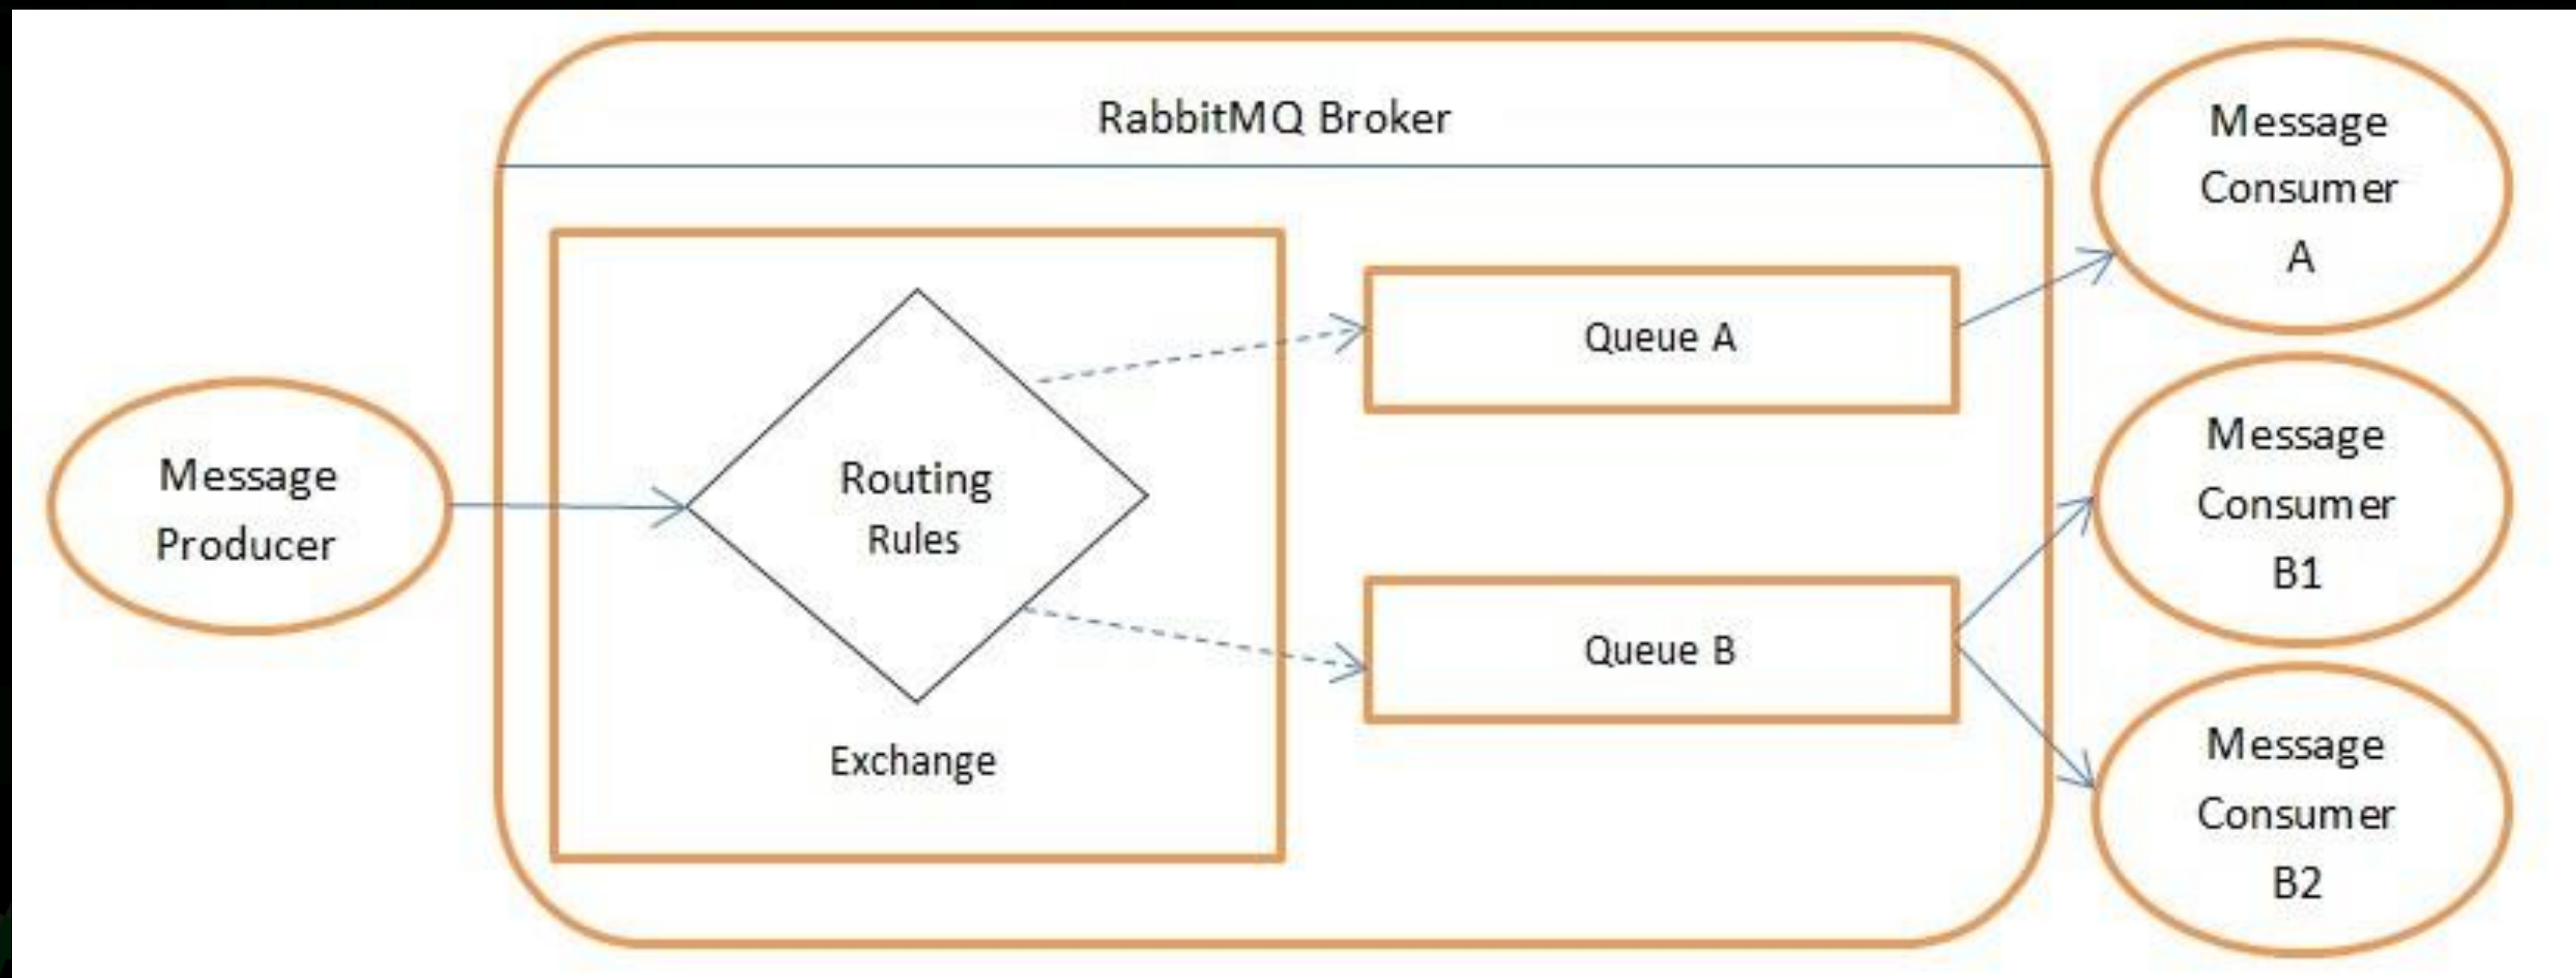 RabbitMQ Broker
Message
Producer
Routing
Rules
Exchange
Queue A
Queue B
Message
Consumer
A
Message
Consumer
B1
Message
Consumer
B2